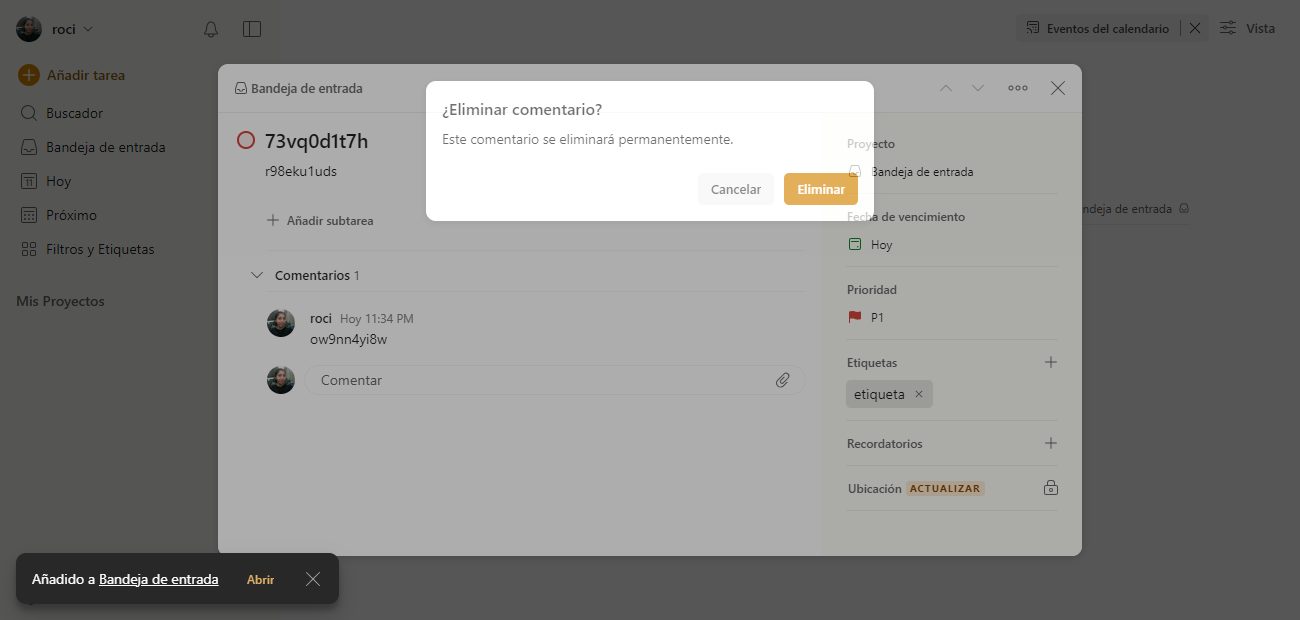 roci
Eventos del calendario
Vista
Añadir tarea
Buscador
Bandeja de entrada
Hoy
Próximo
Filtros y Etiquetas
Mis Proyectos
Bandeja de entrada
¿Eliminar comentario?
Este comentario se eliminará permanentemente.
Cancelar
Eliminar
73vq0d1t7h
r98eku1uds
Añadir subtarea
Comentarios 1
roci Hoy 11:34 PM
ow9nn4yi8w
Comentar
Proyecto
Bandeja de entrada
Fecha de vencimiento
Hoy
Prioridad
P1
Etiquetas
etiqueta
Recordatorios
Ubicación ACTUALIZAR
ndeja de entrada
Añadido a Bandeja de entrada
Abrir